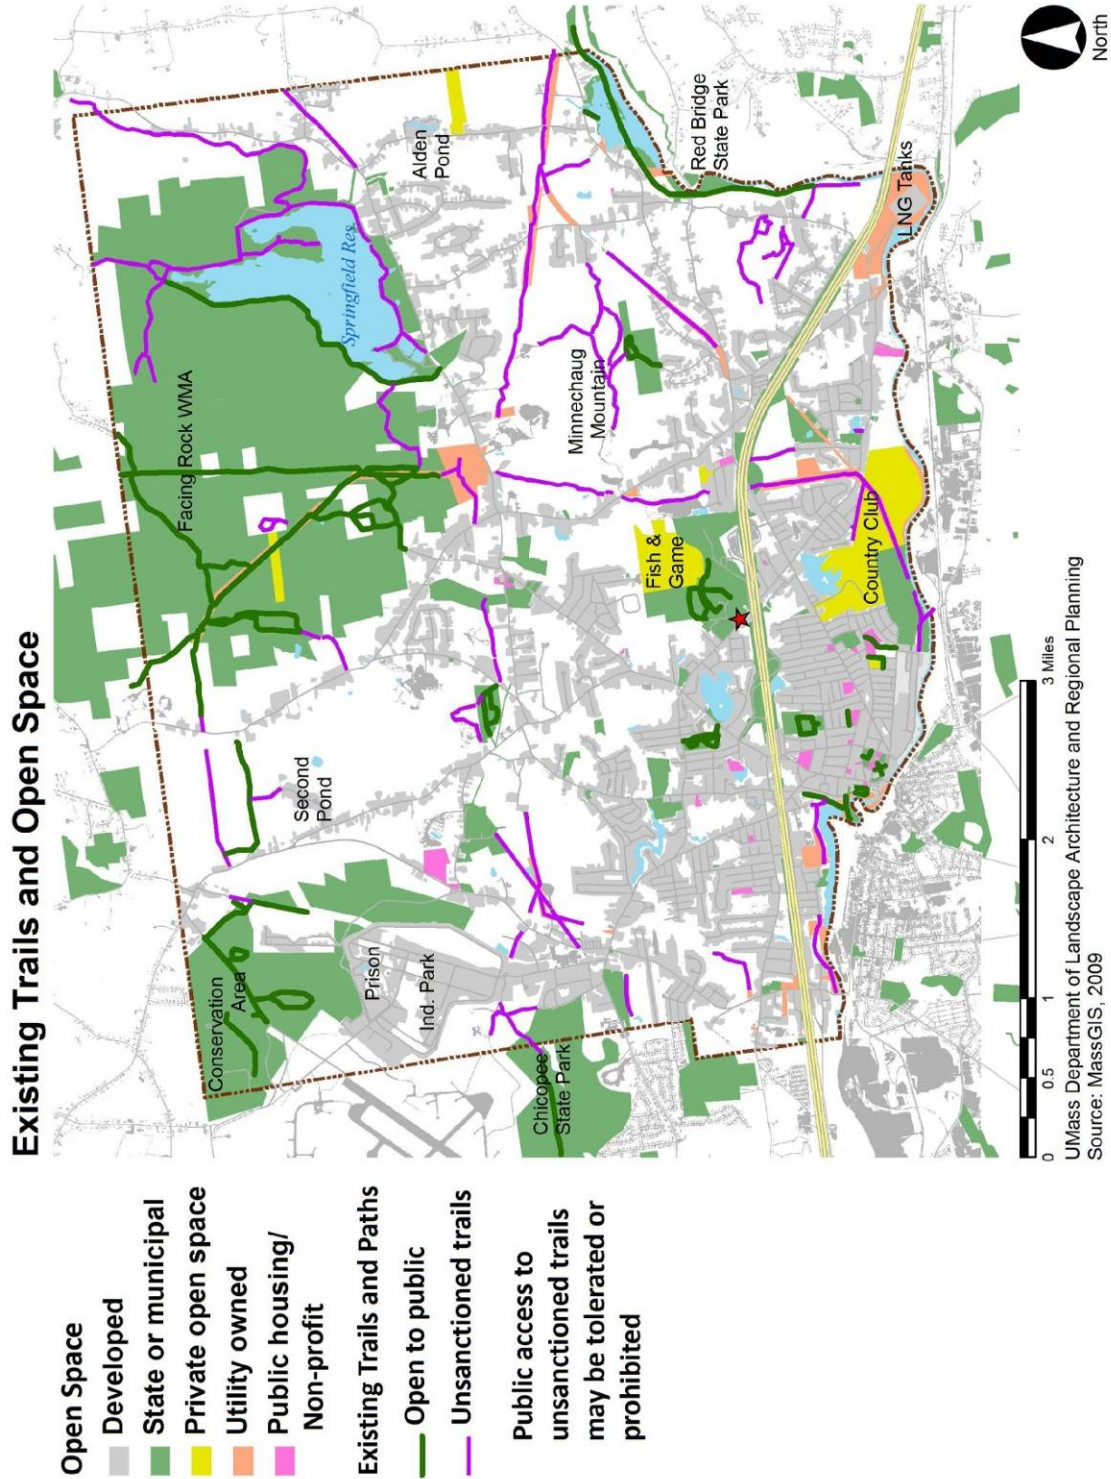 Existing Trails and Open Space
Open Space
Developed
State or municipal
Private open space
Utility owned
Public housing/
Non-profit
Existing Trails and Paths
Open to public
Unsanctioned trails
Public access to
unsanctioned trails
may be tolerated or
prohibited
Conservation
Area
Facing Rock WMA
Springfield Res.
Second
Pond
Prison
Ind. Park
Alden
Pond
Chicopee
State Park
Minnechaug
Mountain
Fish &
Game
Red Bridge
State Park
Country Club
LNG Tanks
0 0.5 1 2 3 Miles
UMass Department of Landscape Architecture and Regional Planning
Source: MassGIS, 2009
North